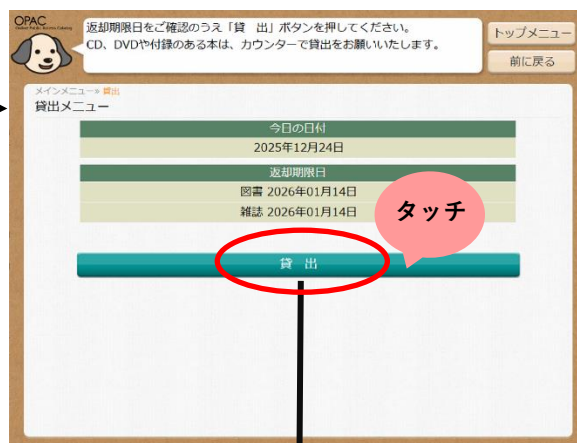 OPAC
返却期限日をご確認のうえ「貸　出」ボタンを押してください。
CD、DVDや付録のある本は、カウンターで貸出をお願いいたします。
トップメニュー
前に戻る
メインメニュー» 貸出
貸出メニュー
今日の日付
2025年12月24日
返却期限日
図書 2026年01月14日
雑誌 2026年01月14日
タッチ
貸　出